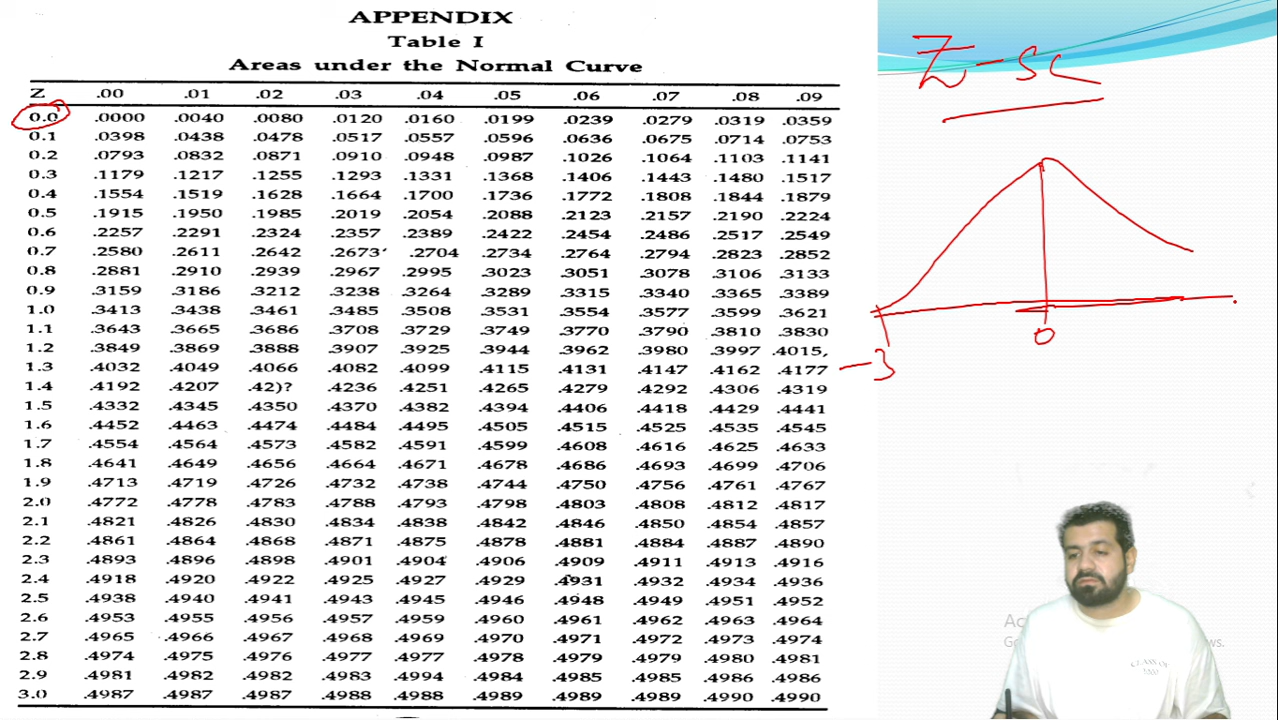 APPENDIX
Table I
Areas under the Normal Curve
Z .00 .01 .02 .03 .04 .05 .06 .07 .08 .09
0.0 .0000 .0040 .0080 .0120 .0160 .0199 .0239 .0279 .0319 .0359
0.1 .0398 .0438 .0478 .0517 .0557 .0596 .0636 .0675 .0714 .0753
0.2 .0793 .0832 .0871 .0910 .0948 .0987 .1026 .1064 .1103 .1141
0.3 .1179 .1217 .1255 .1293 .1331 .1368 .1406 .1443 .1480 .1517
0.4 .1554 .1519 .1628 .1664 .1700 .1736 .1772 .1808 .1844 .1879
0.5 .1915 .1950 .1985 .2019 .2054 .2088 .2123 .2157 .2190 .2224
0.6 .2257 .2291 .2324 .2357 .2389 .2422 .2454 .2486 .2517 .2549
0.7 .2580 .2611 .2642 .2673 .2704 .2734 .2764 .2794 .2823 .2852
0.8 .2881 .2910 .2939 .2967 .2995 .3023 .3051 .3078 .3106 .3133
0.9 .3159 .3186 .3212 .3238 .3264 .3289 .3315 .3340 .3365 .3389
1.0 .3413 .3438 .3461 .3485 .3508 .3531 .3554 .3577 .3599 .3621
1.1 .3643 .3665 .3686 .3708 .3729 .3749 .3770 .3790 .3810 .3830
1.2 .3849 .3869 .3888 .3907 .3925 .3944 .3962 .3980 .3997 .4015,
1.3 .4032 .4049 .4066 .4082 .4099 .4115 .4131 .4147 .4162 .4177
1.4 .4192 .4207 .42)? .4236 .4251 .4265 .4279 .4292 .4306 .4319
1.5 .4332 .4345 .4350 .4370 .4382 .4394 .4406 .4418 .4429 .4441
1.6 .4452 .4463 .4474 .4484 .4495 .4505 .4515 .4525 .4535 .4545
1.7 .4554 .4564 .4573 .4582 .4591 .4599 .4608 .4616 .4625 .4633
1.8 .4641 .4649 .4656 .4664 .4671 .4678 .4686 .4693 .4699 .4706
1.9 .4713 .4719 .4726 .4732 .4738 .4744 .4750 .4756 .4761 .4767
2.0 .4772 .4778 .4783 .4788 .4793 .4798 .4803 .4808 .4812 .4817
2.1 .4821 .4826 .4830 .4834 .4838 .4842 .4846 .4850 .4854 .4857
2.2 .4861 .4864 .4868 .4871 .4875 .4878 .4881 .4884 .4887 .4890
2.3 .4893 .4896 .4898 .4901 .4904 .4906 .4909 .4911 .4913 .4916
2.4 .4918 .4920 .4922 .4925 .4927 .4929 .4931 .4932 .4934 .4936
2.5 .4938 .4940 .4941 .4943 .4945 .4946 .4948 .4949 .4951 .4952
2.6 .4953 .4955 .4956 .4957 .4959 .4960 .4961 .4962 .4963 .4964
2.7 .4965 .4966 .4967 .4968 .4969 .4970 .4971 .4972 .4973 .4974
2.8 .4974 .4975 .4976 .4977 .4977 .4978 .4979 .4979 .4980 .4981
2.9 .4981 .4982 .4982 .4983 .4994 .4984 .4985 .4985 .4986 .4986
3.0 .4987 .4987 .4987 .4988 .4988 .4989 .4989 .4989 .4990 .4990
Z-sc
-3
0
CLASS OF